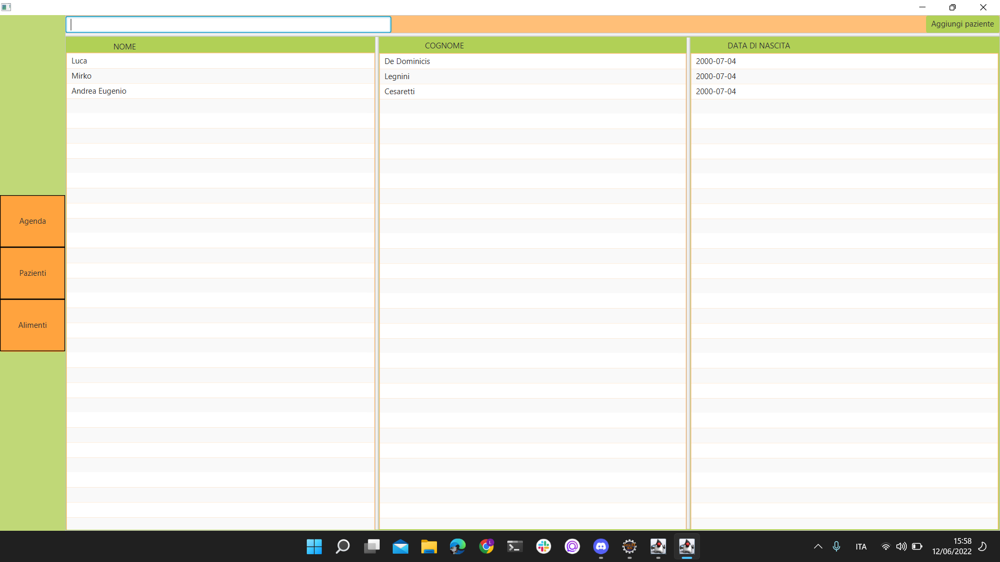 Aggiungi paziente
NOME COGNOME DATA DI NASCITA
Luca De Dominicis 2000-07-04
Mirko Legnini 2000-07-04
Andrea Eugenio Cesaretti 2000-07-04
Agenda
Pazienti
Alimenti
ITA
15:58
12/06/2022